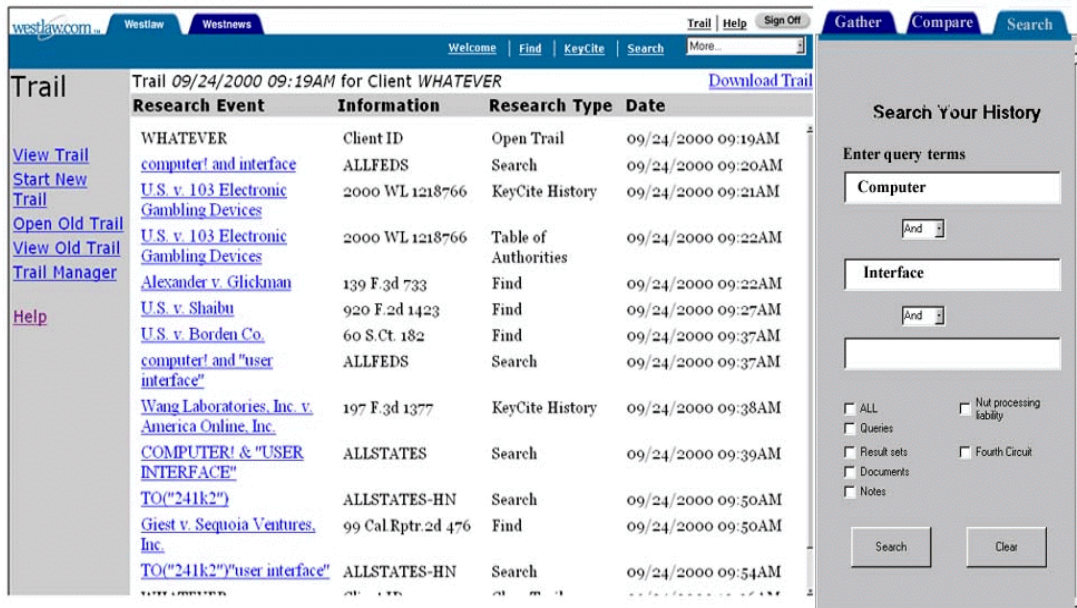 westlaw.com Westlaw Westnews Trail Help Sign Off
Welcome Find KeyCite Search More...
Trail
View Trail
Start New
Trail
Open Old Trail
View Old Trail
Trail Manager
Help
Trail 09/24/2000 09:19AM for Client WHATEVER Download Trail
Research Event Information Research Type Date
WHATEVER Client ID Open Trail 09/24/2000 09:19AM
computer! and interface ALLFEDS Search 09/24/2000 09:20AM
U.S. v. 103 Electronic 2000 WL 1218766 KeyCite History 09/24/2000 09:21AM
Gambling Devices
U.S. v. 103 Electronic 2000 WL 1218766 Table of 09/24/2000 09:22AM
Gambling Devices Authorities
Alexander v. Glickman 139 F.3d 733 Find 09/24/2000 09:22AM
U.S. v. Shaibu 920 F.2d 1423 Find 09/24/2000 09:27AM
U.S. v. Borden Co. 60 S.Ct. 182 Find 09/24/2000 09:37AM
computer! and "user ALLFEDS Search 09/24/2000 09:37AM
interface"
Wang Laboratories, Inc. v. 197 F.3d 1377 KeyCite History 09/24/2000 09:38AM
America Online, Inc.
COMPUTER! & "USER ALLSTATES Search 09/24/2000 09:39AM
INTERFACE"
TO("241k2") ALLSTATES-HN Search 09/24/2000 09:50AM
Giest v. Sequoia Ventures, 99 Cal.Rptr.2d 476 Find 09/24/2000 09:50AM
Inc.
TO("241k2")"user interface" ALLSTATES-HN Search 09/24/2000 09:54AM
Gather Compare Search
Search Your History
Enter query terms
Computer
And
Interface
And
ALL Nut processing
liability
Queries
Result sets Fourth Circuit
Documents
Notes
Search Clear